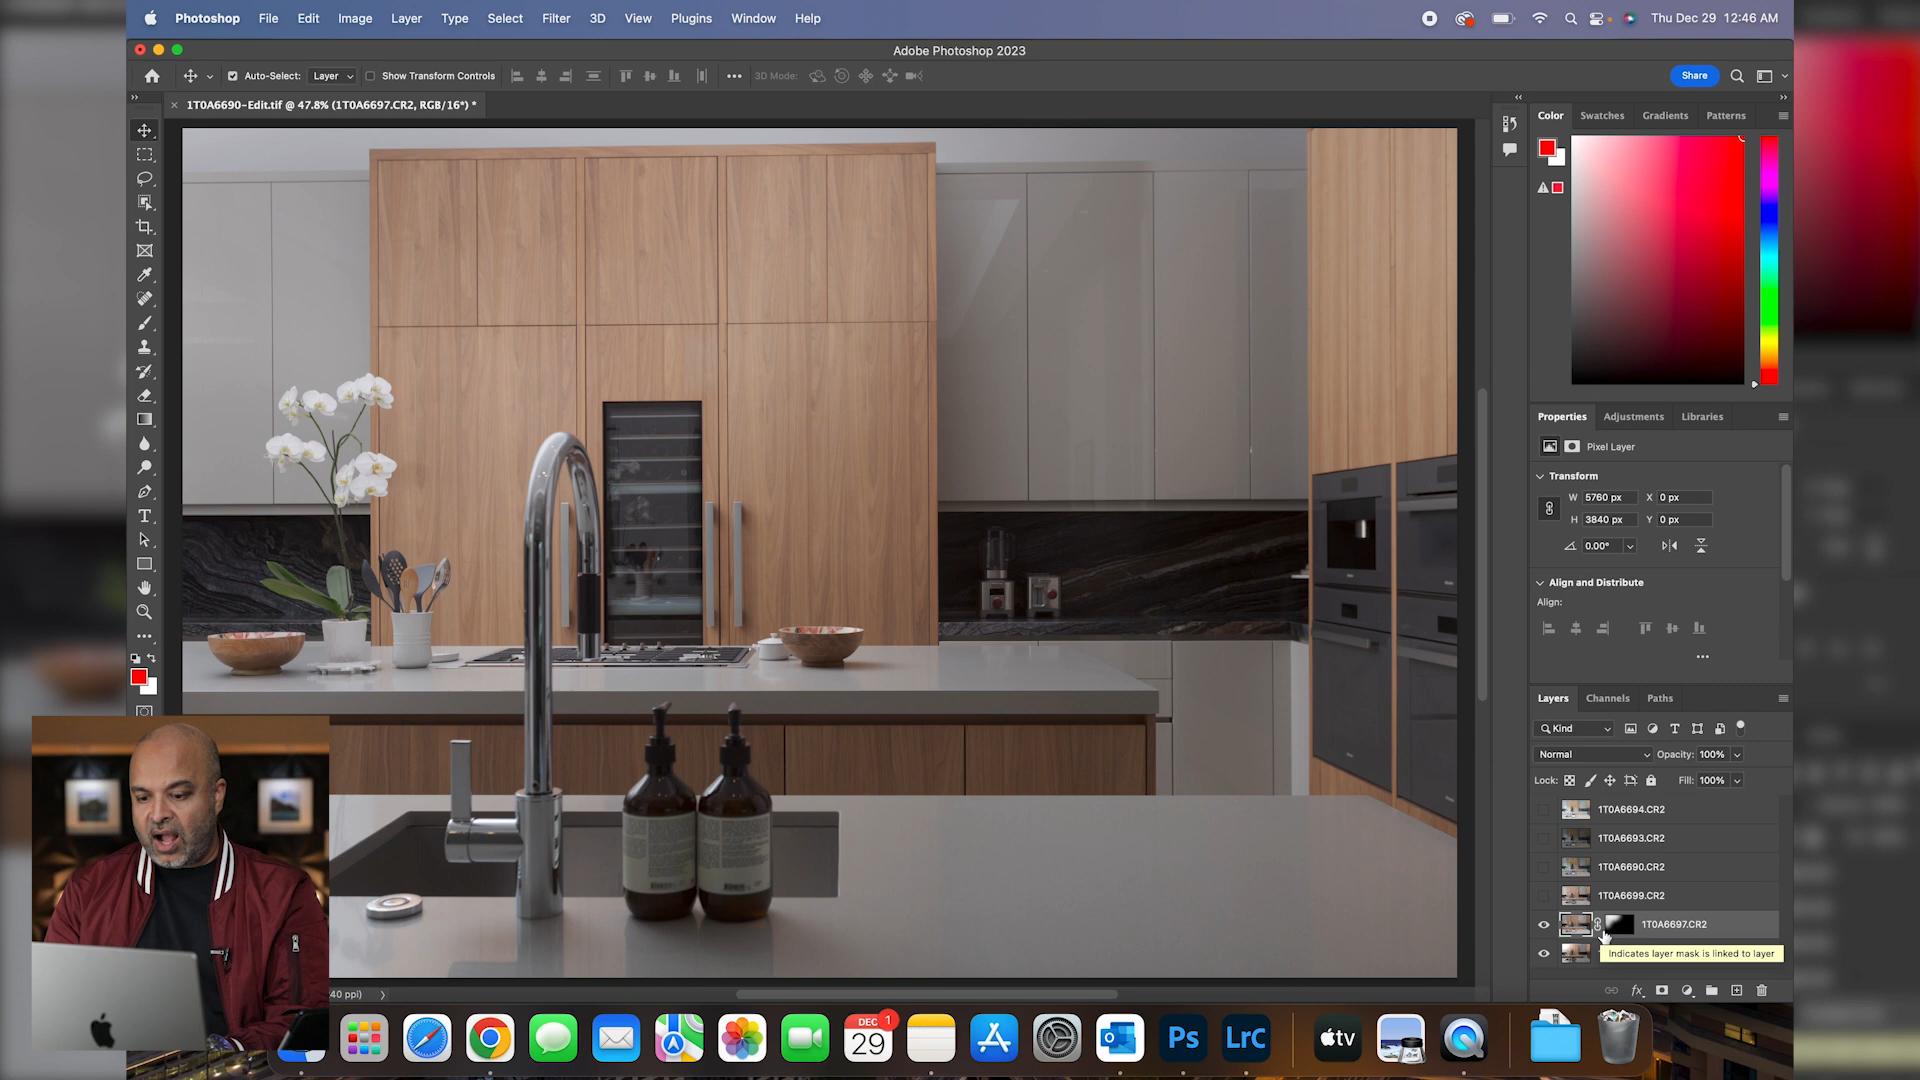 Photoshop File Edit Image Layer Type Select Filter 3D View Plugins Window Help
Thu Dec 29 12:46 AM
Adobe Photoshop 2023
Auto-Select: Layer Show Transform Controls
3D Mode:
Share
1T0A6690-Edit.tif @ 47.8% (1T0A6697.CR2, RGB/16*) *
Color Swatches Gradients Patterns
Properties Adjustments Libraries
Pixel Layer
Transform
W 5760 px X 0 px
H 3840 px Y 0 px
0.00°
Align and Distribute
Align:
Layers Channels Paths
Kind
Normal Opacity: 100%
Lock: Fill: 100%
1T0A6694.CR2
1T0A6693.CR2
1T0A6690.CR2
1T0A6699.CR2
1T0A6697.CR2
Indicates layer mask is linked to layer
fx
40 ppi)
DEC 1
29
Ps
LrC
tv